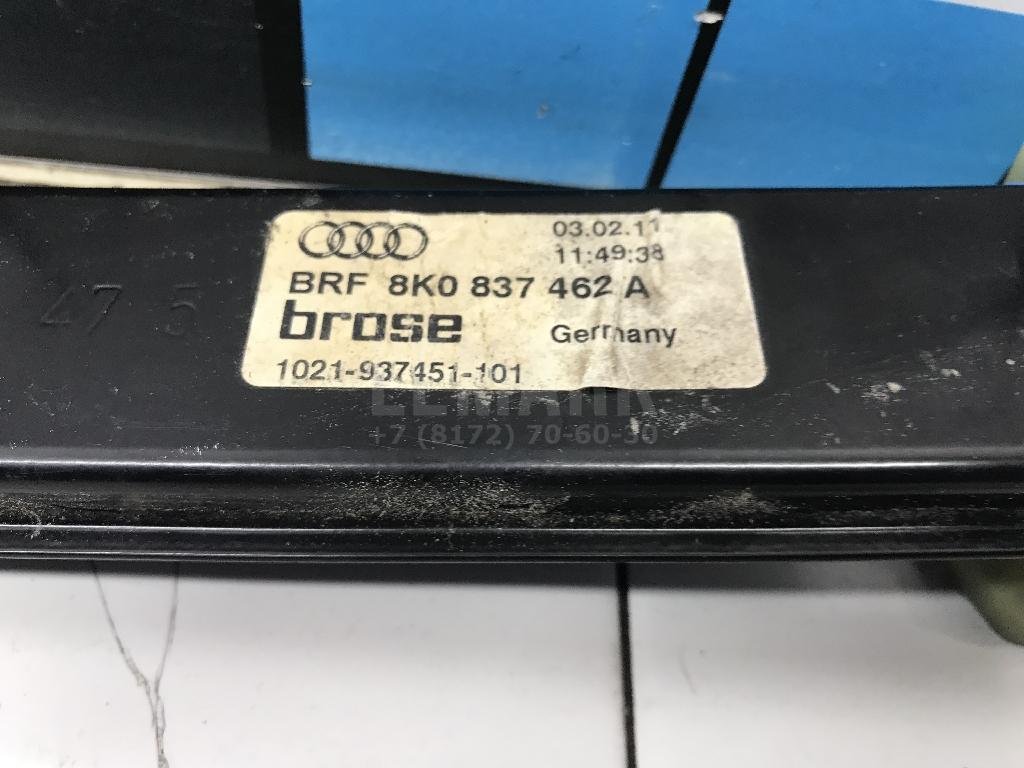 03.02.11
11:49:38
BRF 8K0 837 462 A
brose Germany
1021-937451-101
47 5
LEMARK
+7 (8172) 70-60-30